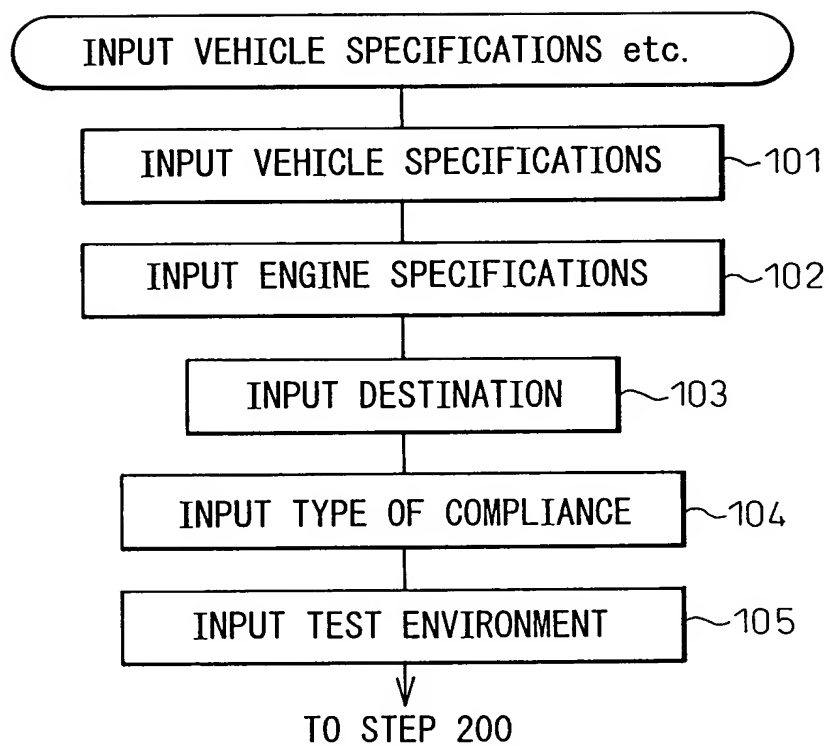 INPUT VEHICLE SPECIFICATIONS etc.
INPUT VEHICLE SPECIFICATIONS 101
INPUT ENGINE SPECIFICATIONS 102
INPUT DESTINATION 103
INPUT TYPE OF COMPLIANCE 104
INPUT TEST ENVIRONMENT 105
TO STEP 200